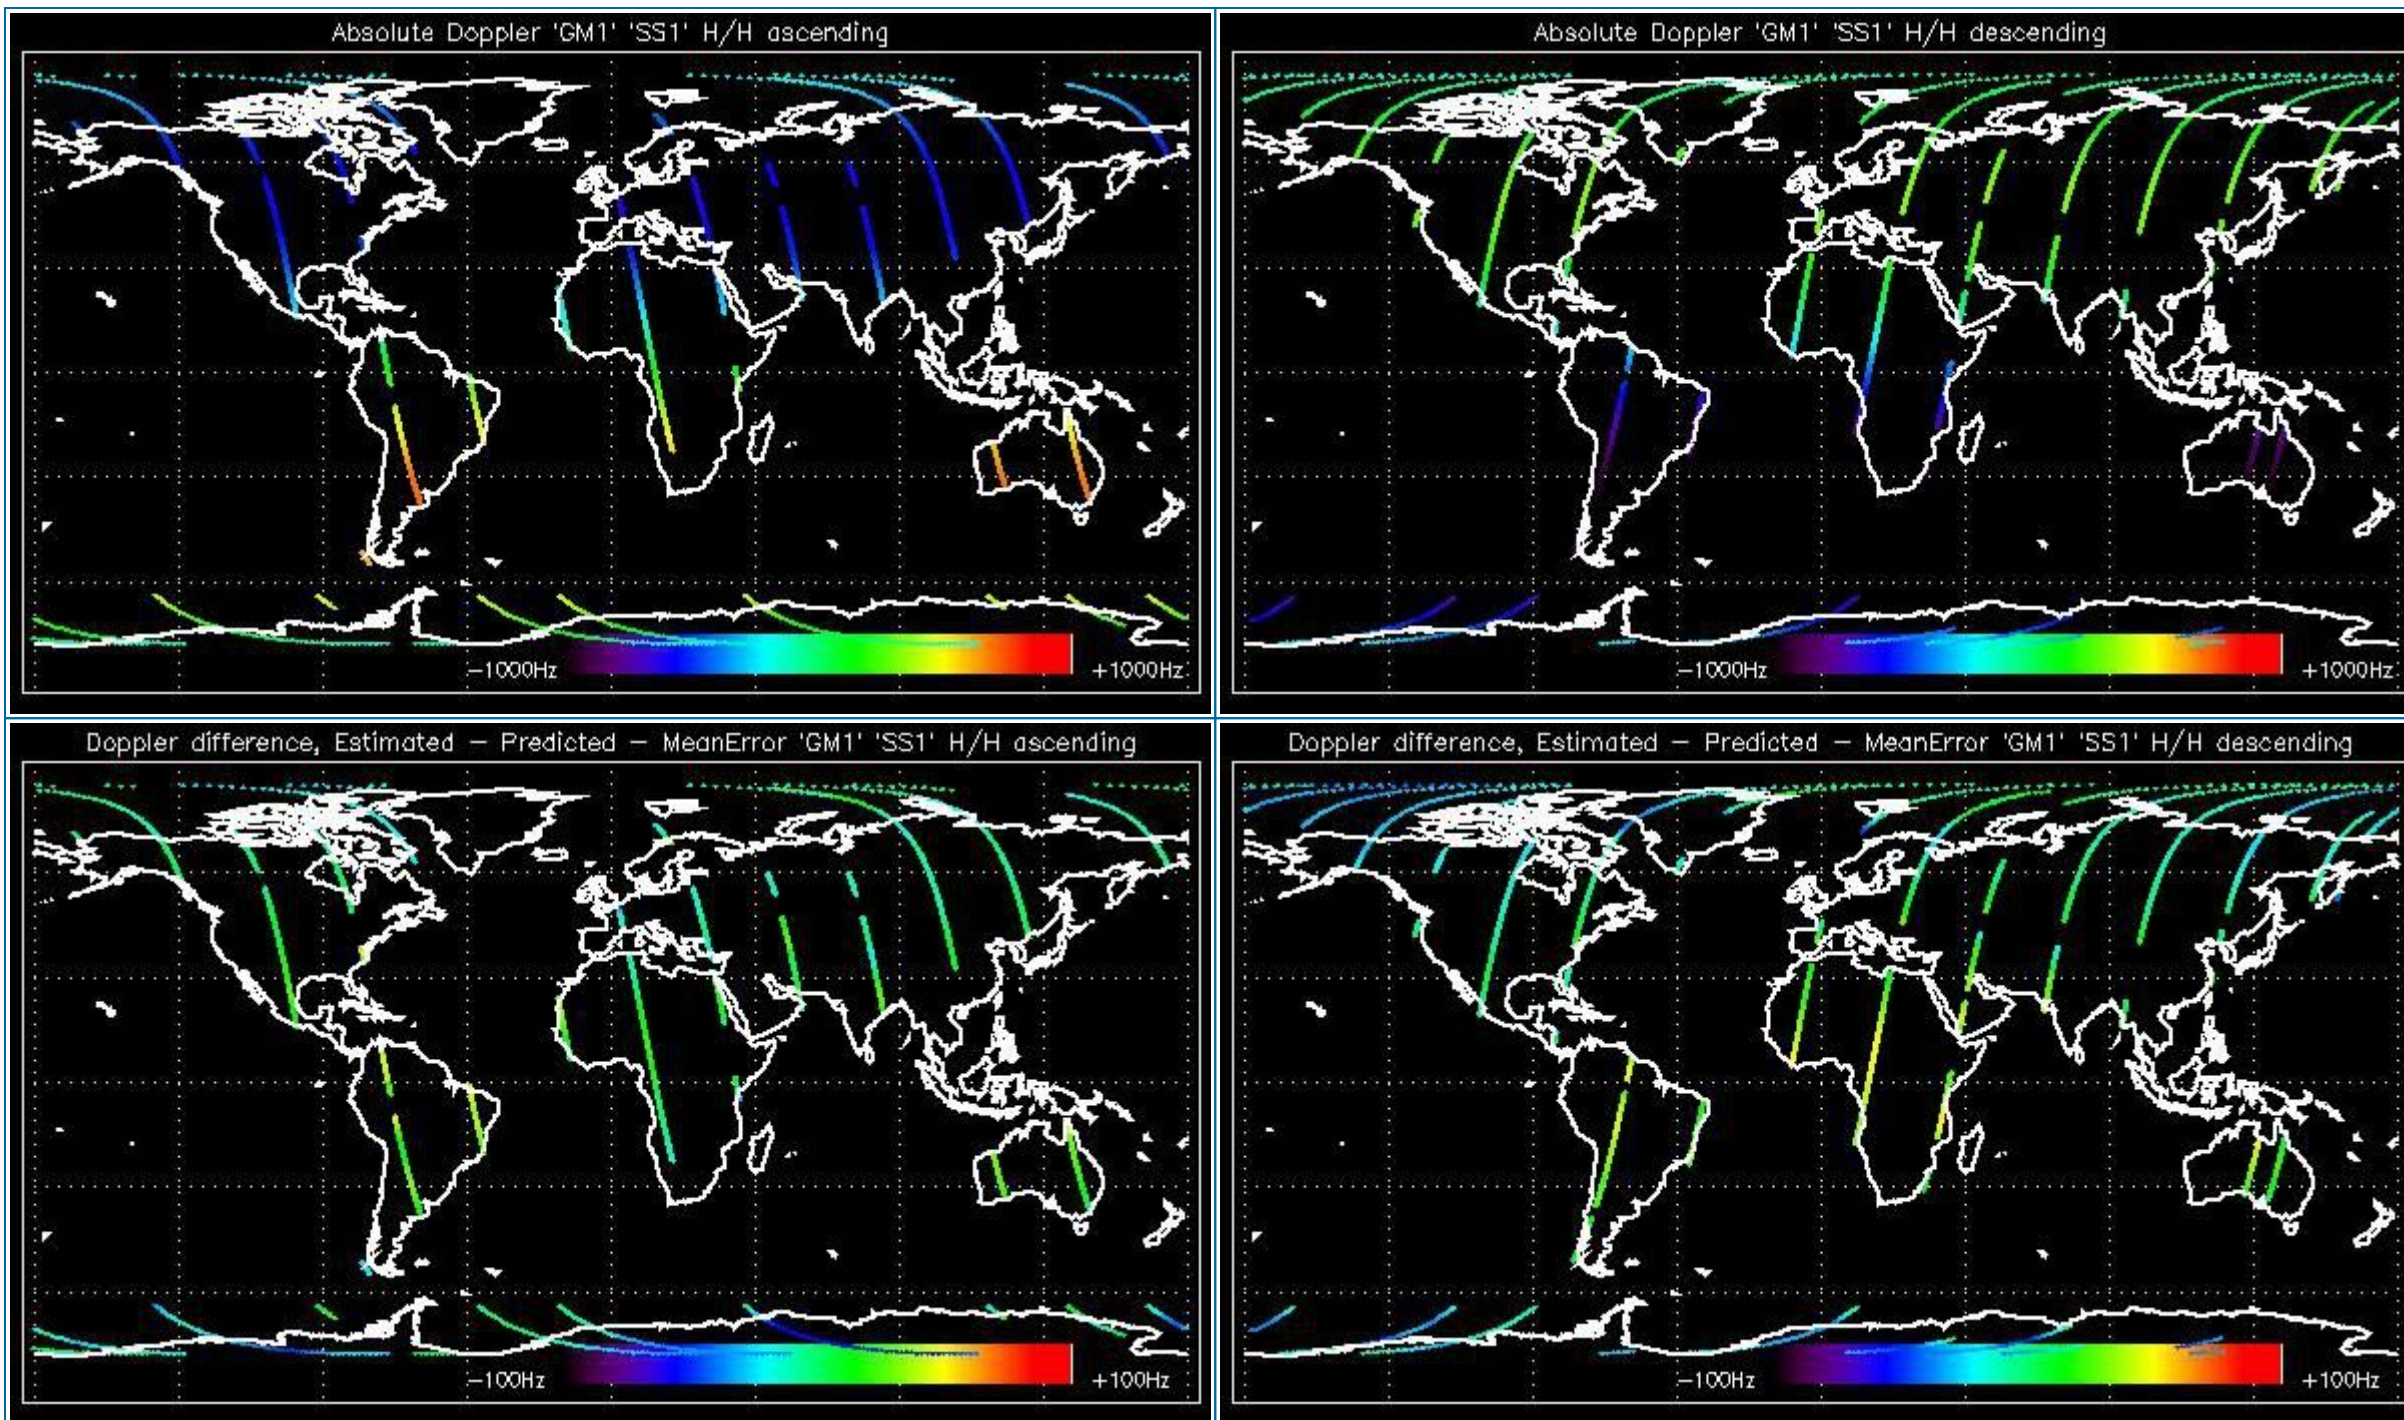 Absolute Doppler 'GM1' 'SS1' H/H ascending
-1000Hz
+1000Hz
Absolute Doppler 'GM1' 'SS1' H/H descending
-1000Hz
+1000Hz
Doppler difference, Estimated - Predicted - MeanError 'GM1' 'SS1' H/H ascending
-100Hz
+100Hz
Doppler difference, Estimated - Predicted - MeanError 'GM1' 'SS1' H/H descending
-100Hz
+100Hz